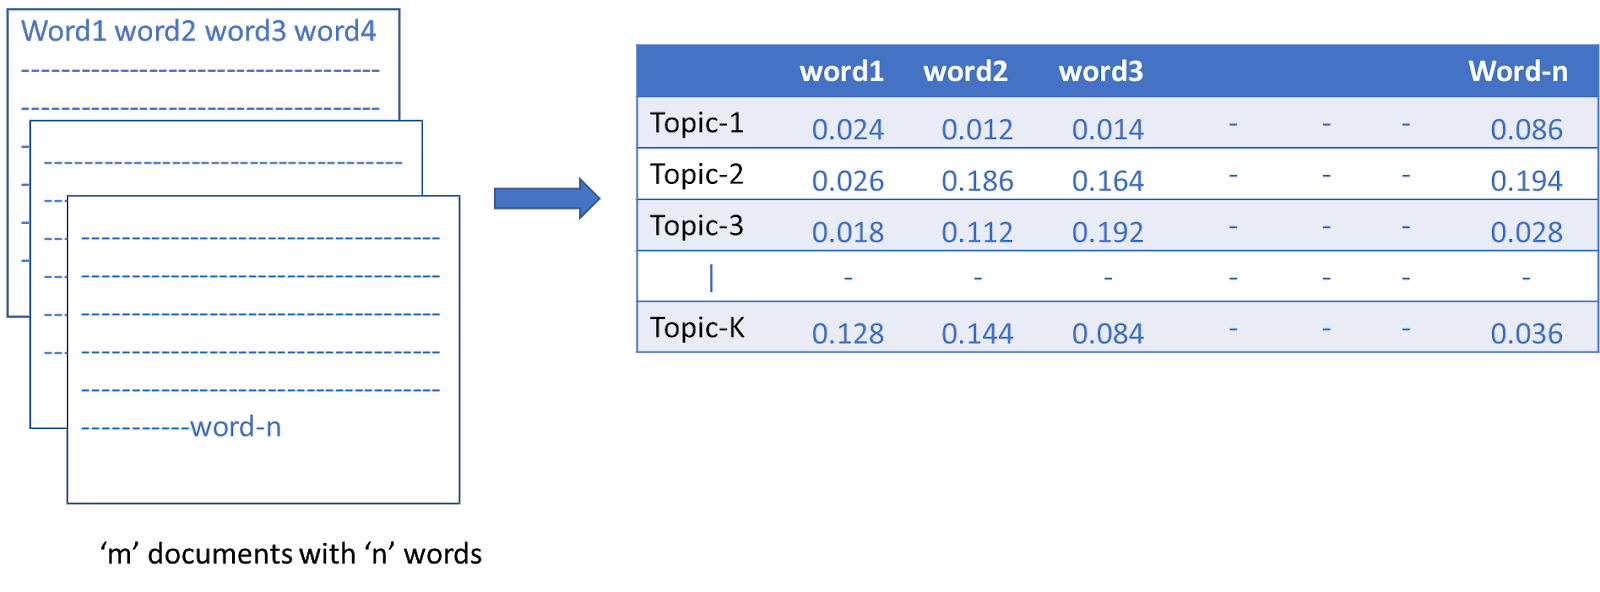 Word1 word2 word3 word4
-----------word-n
‘m’ documents with ‘n’ words
word1 word2 word3 Word-n
Topic-1 0.024 0.012 0.014 - - - 0.086
Topic-2 0.026 0.186 0.164 - - - 0.194
Topic-3 0.018 0.112 0.192 - - - 0.028
| - - - - - - -
Topic-K 0.128 0.144 0.084 - - - 0.036